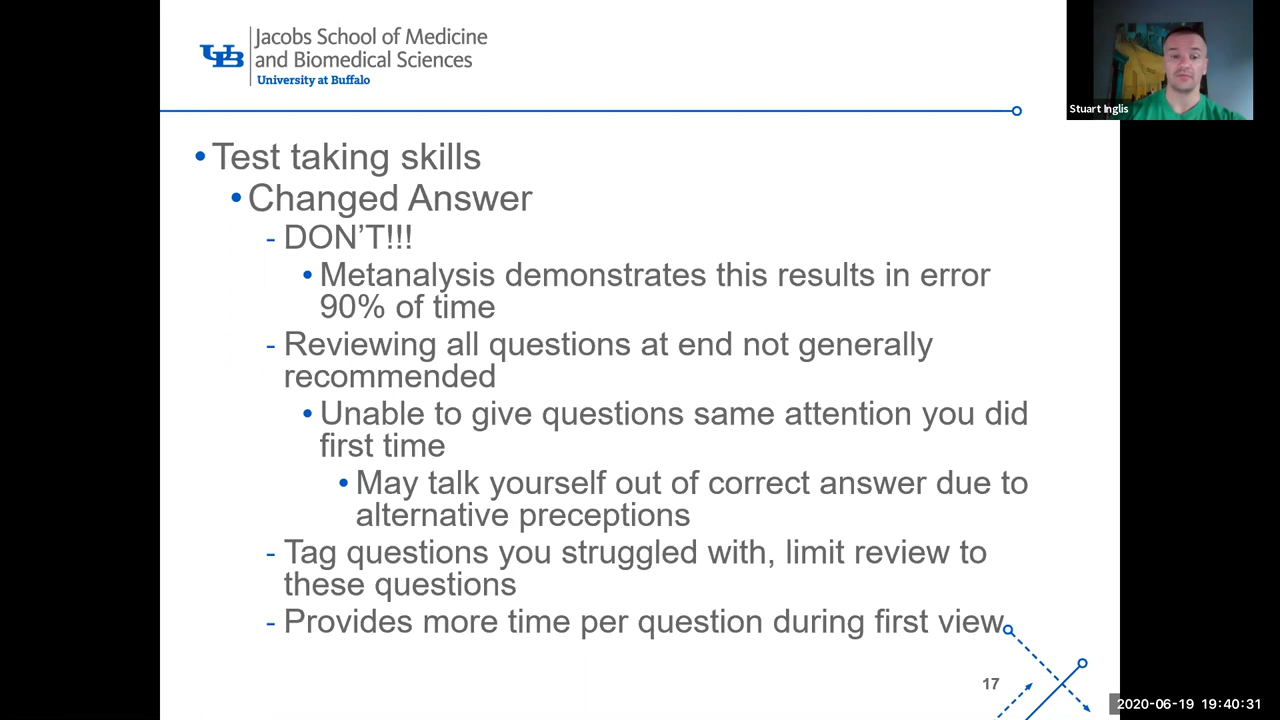 Jacobs School of Medicine
and Biomedical Sciences
UB
University at Buffalo
Stuart Inglis
• Test taking skills
• Changed Answer
- DON'T!!!
• Metanalysis demonstrates this results in error
90% of time
- Reviewing all questions at end not generally
recommended
• Unable to give questions same attention you did
first time
• May talk yourself out of correct answer due to
alternative preceptions
- Tag questions you struggled with, limit review to
these questions
- Provides more time per question during first view
17
2020-06-19 19:40:31